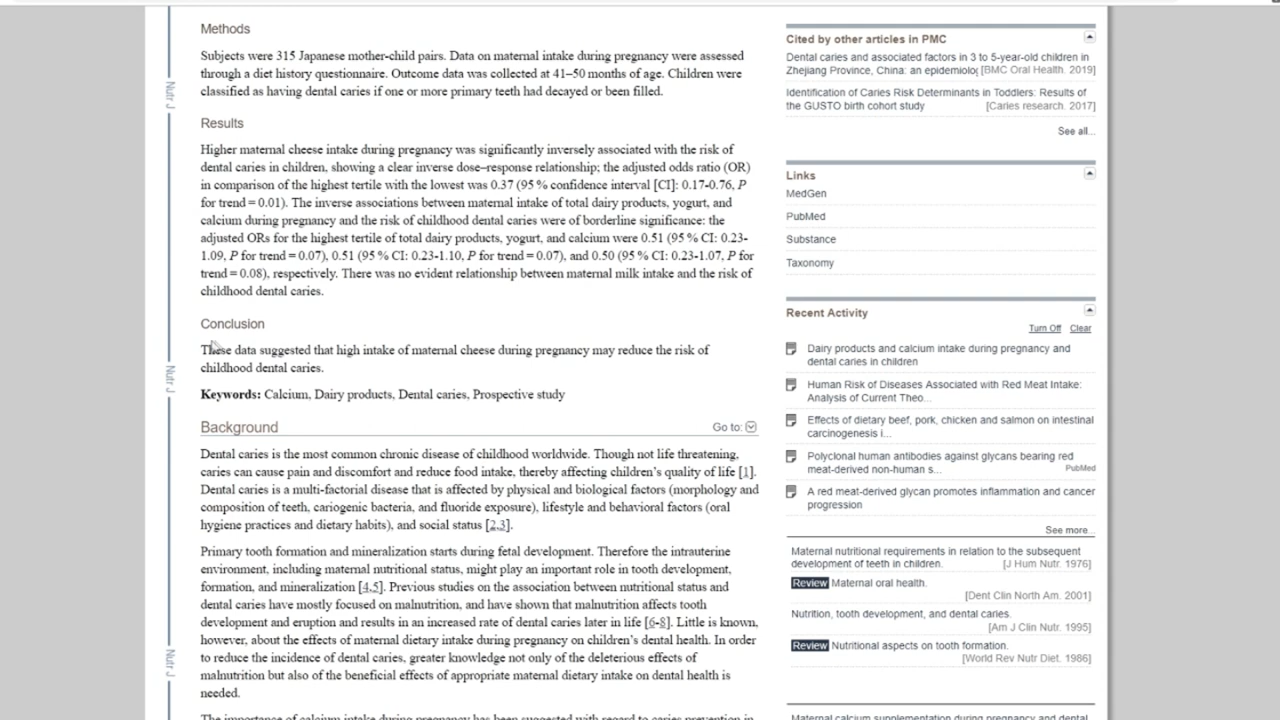 Methods
Subjects were 315 Japanese mother-child pairs. Data on maternal intake during pregnancy were assessed
through a diet history questionnaire. Outcome data was collected at 41–50 months of age. Children were
classified as having dental caries if one or more primary teeth had decayed or been filled.
Results
Higher maternal cheese intake during pregnancy was significantly inversely associated with the risk of
dental caries in children, showing a clear inverse dose–response relationship; the adjusted odds ratio (OR)
in comparison of the highest tertile with the lowest was 0.37 (95 % confidence interval [CI]: 0.17-0.76, P
for trend = 0.01). The inverse associations between maternal intake of total dairy products, yogurt, and
calcium during pregnancy and the risk of childhood dental caries were of borderline significance: the
adjusted ORs for the highest tertile of total dairy products, yogurt, and calcium were 0.51 (95 % CI: 0.23-
1.09, P for trend = 0.07), 0.51 (95 % CI: 0.23-1.10, P for trend = 0.07), and 0.50 (95 % CI: 0.23-1.07, P for
trend = 0.08), respectively. There was no evident relationship between maternal milk intake and the risk of
childhood dental caries.
Conclusion
These data suggested that high intake of maternal cheese during pregnancy may reduce the risk of
childhood dental caries.
Keywords: Calcium, Dairy products, Dental caries, Prospective study
Background
Go to:
Dental caries is the most common chronic disease of childhood worldwide. Though not life threatening,
caries can cause pain and discomfort and reduce food intake, thereby affecting children's quality of life [1].
Dental caries is a multi-factorial disease that is affected by physical and biological factors (morphology and
composition of teeth, cariogenic bacteria, and fluoride exposure), lifestyle and behavioral factors (oral
hygiene practices and dietary habits), and social status [2,3].
Primary tooth formation and mineralization starts during fetal development. Therefore the intrauterine
environment, including maternal nutritional status, might play an important role in tooth development,
formation, and mineralization [4,5]. Previous studies on the association between nutritional status and
dental caries have mostly focused on malnutrition, and have shown that malnutrition affects tooth
development and eruption and results in an increased rate of dental caries later in life [6-8]. Little is known,
however, about the effects of maternal dietary intake during pregnancy on children's dental health. In order
to reduce the incidence of dental caries, greater knowledge not only of the deleterious effects of
malnutrition but also of the beneficial effects of appropriate maternal dietary intake on dental health is
needed.
The importance of calcium intake during pregnancy has been suggested with regard to caries prevention in
Nutr J
Nutr J
Nutr J
Cited by other articles in PMC
Dental caries and associated factors in 3 to 5-year-old children in
Zhejiang Province, China: an epidemiolog [BMC Oral Health. 2019]
Identification of Caries Risk Determinants in Toddlers: Results of
the GUSTO birth cohort study [Caries research. 2017]
See all...
Links
MedGen
PubMed
Substance
Taxonomy
Recent Activity
Turn Off Clear
Dairy products and calcium intake during pregnancy and
dental caries in children
Human Risk of Diseases Associated with Red Meat Intake:
Analysis of Current Theo...
Effects of dietary beef, pork, chicken and salmon on intestinal
carcinogenesis i...
Polyclonal human antibodies against glycans bearing red
meat-derived non-human s... PubMed
A red meat-derived glycan promotes inflammation and cancer
progression
See more...
Maternal nutritional requirements in relation to the subsequent
development of teeth in children. [J Hum Nutr. 1976]
Review Maternal oral health.
[Dent Clin North Am. 2001]
Nutrition, tooth development, and dental caries.
[Am J Clin Nutr. 1995]
Review Nutritional aspects on tooth formation.
[World Rev Nutr Diet. 1986]
Maternal calcium supplementation during pregnancy and dental